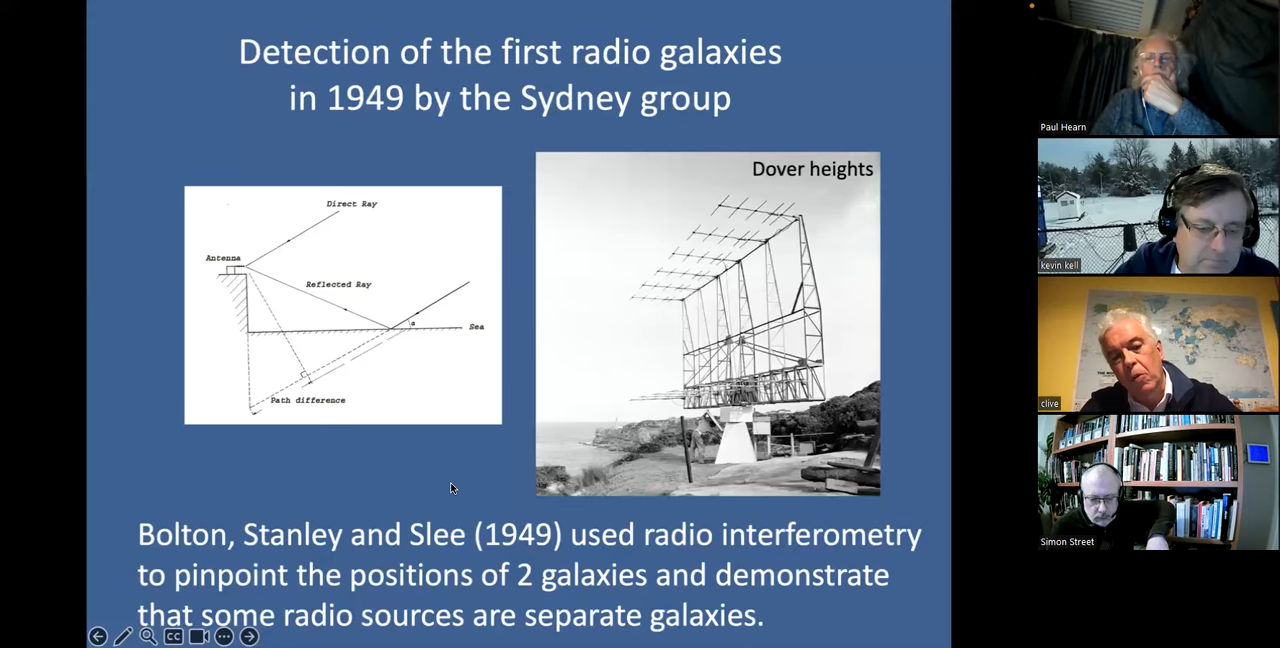 Detection of the first radio galaxies
in 1949 by the Sydney group
Direct Ray
Antenna
Reflected Ray
Sea
Path difference
Dover heights
Bolton, Stanley and Slee (1949) used radio interferometry
to pinpoint the positions of 2 galaxies and demonstrate
that some radio sources are separate galaxies.
CC
Paul Hearn
kevin kell
clive
Simon Street